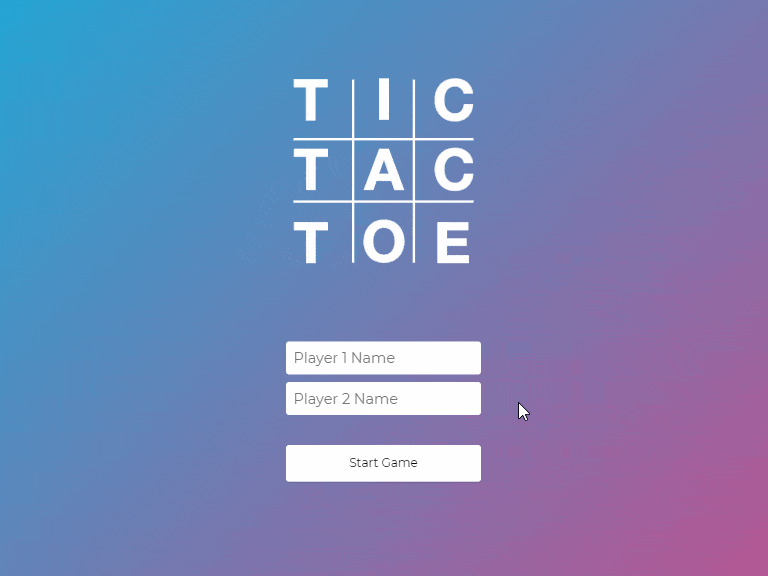 T I C
T A C
T O E
Player 1 Name
Player 2 Name
Start Game